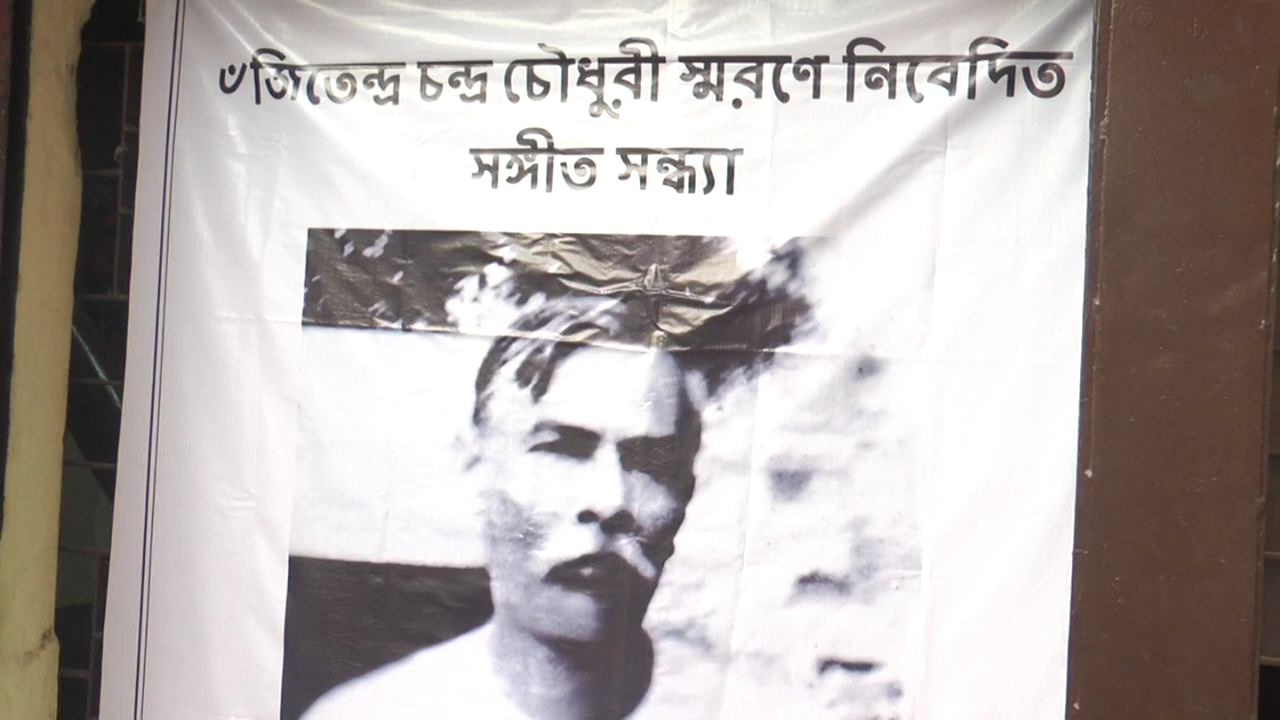 ৺জিতেন্দ্র চন্দ্র চৌধুরী স্মরণে নিবেদিত
সঙ্গীত সন্ধ্যা